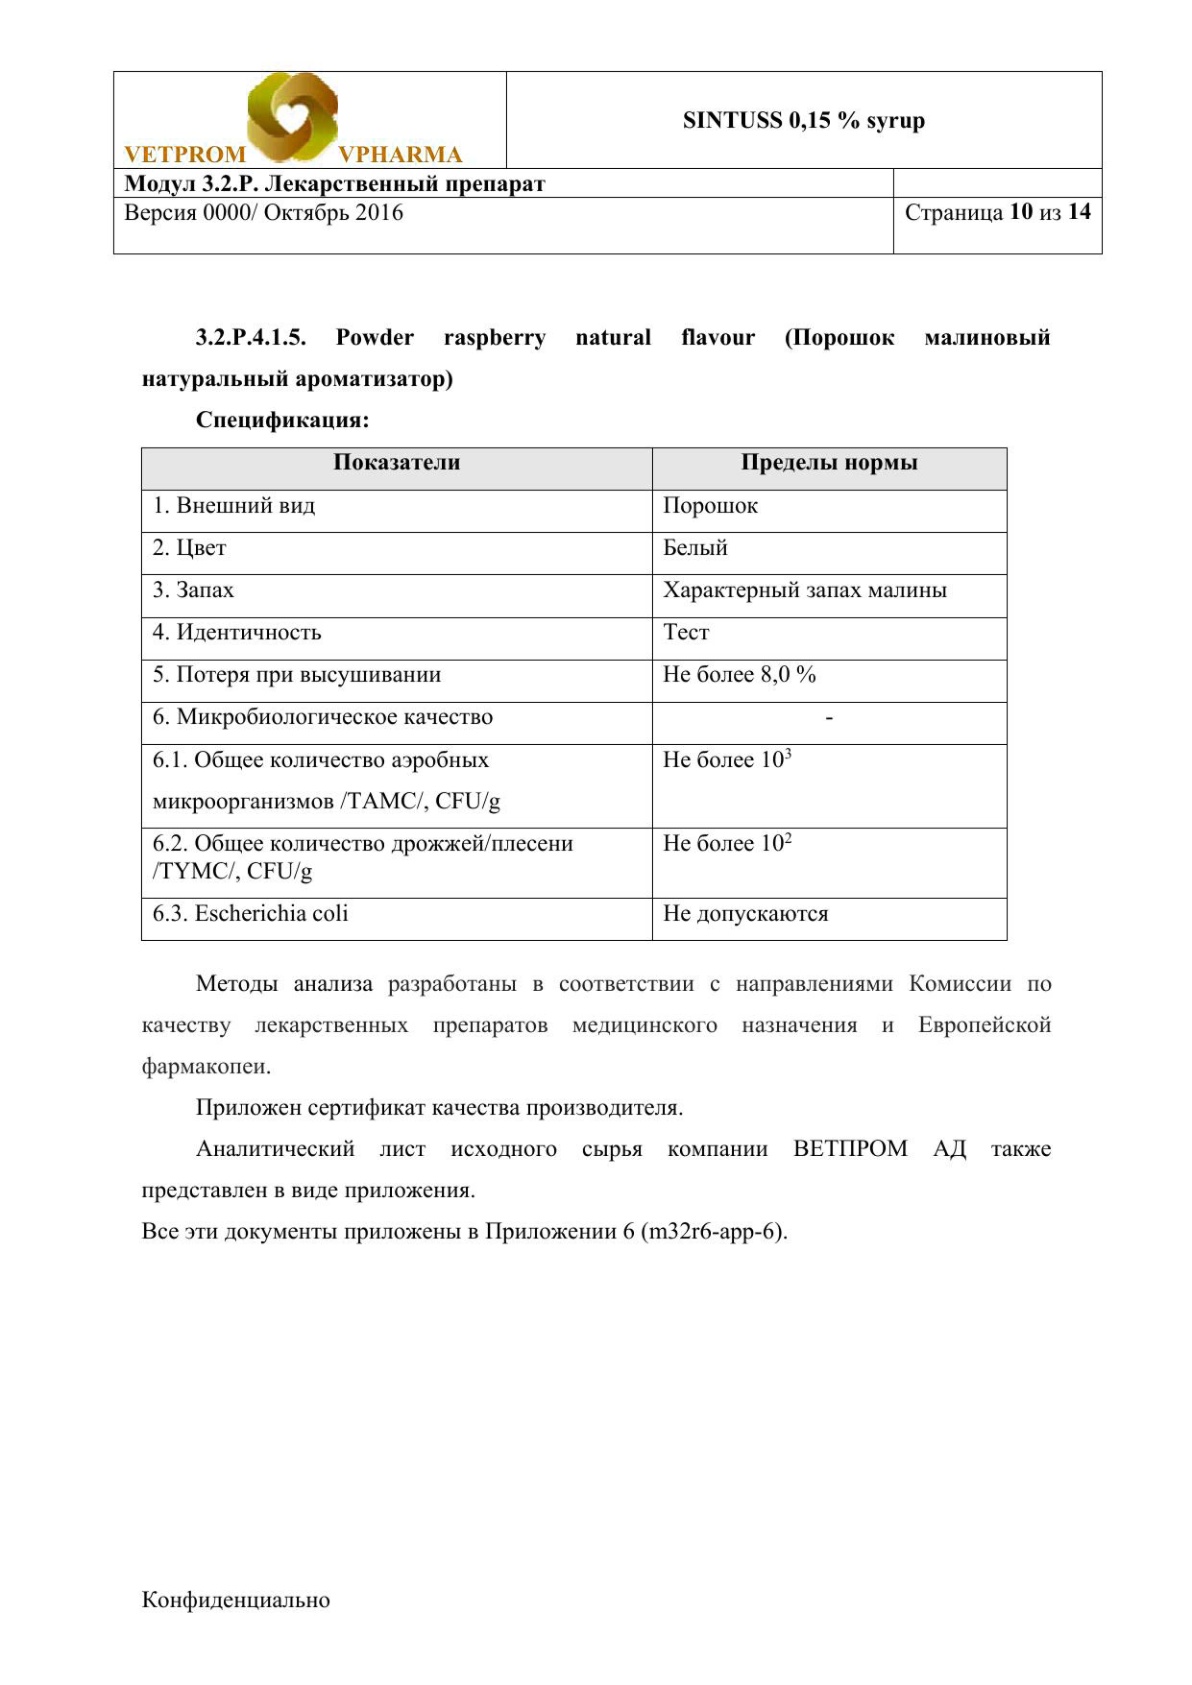 VETPROM VPHARMA
SINTUSS 0,15 % syrup
Модул 3.2.Р. Лекарственный препарат
Версия 0000/ Октябрь 2016
Страница 10 из 14
3.2.Р.4.1.5. Powder raspberry natural flavour (Порошок малиновый
натуральный ароматизатор)
Спецификация:
Показатели
Пределы нормы
1. Внешний вид
Порошок
2. Цвет
Белый
3. Запах
Характерный запах малины
4. Идентичность
Тест
5. Потеря при высушивании
Не более 8,0 %
6. Микробиологическое качество
-
6.1. Общее количество аэробных
микроорганизмов /TAMC/, CFU/g
Не более 10³
6.2. Общее количество дрожжей/плесени
/TYMC/, CFU/g
Не более 10²
6.3. Escherichia coli
Не допускаются
Методы анализа разработаны в соответствии с направлениями Комиссии по
качеству лекарственных препаратов медицинского назначения и Европейской
фармакопеи.
Приложен сертификат качества производителя.
Аналитический лист исходного сырья компании ВЕТПРОМ АД также
представлен в виде приложения.
Все эти документы приложены в Приложении 6 (m32r6-app-6).
Конфиденциально